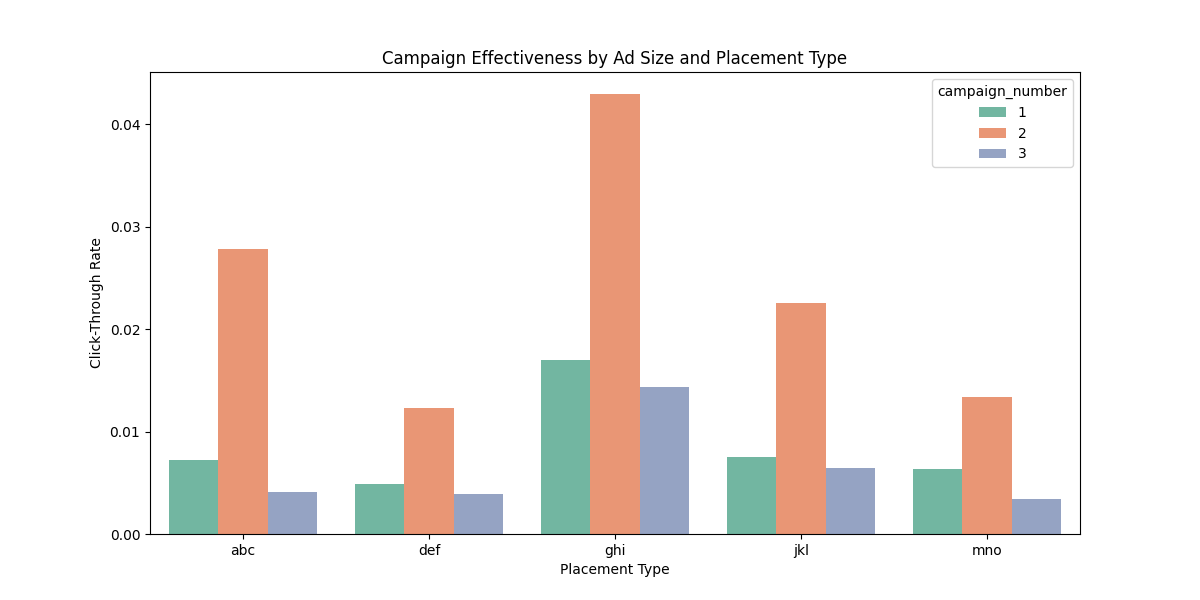 Campaign Effectiveness by Ad Size and Placement Type
campaign_number
1
2
3
Click-Through Rate
0.04
0.03
0.02
0.01
0.00
abc def ghi jkl mno
Placement Type